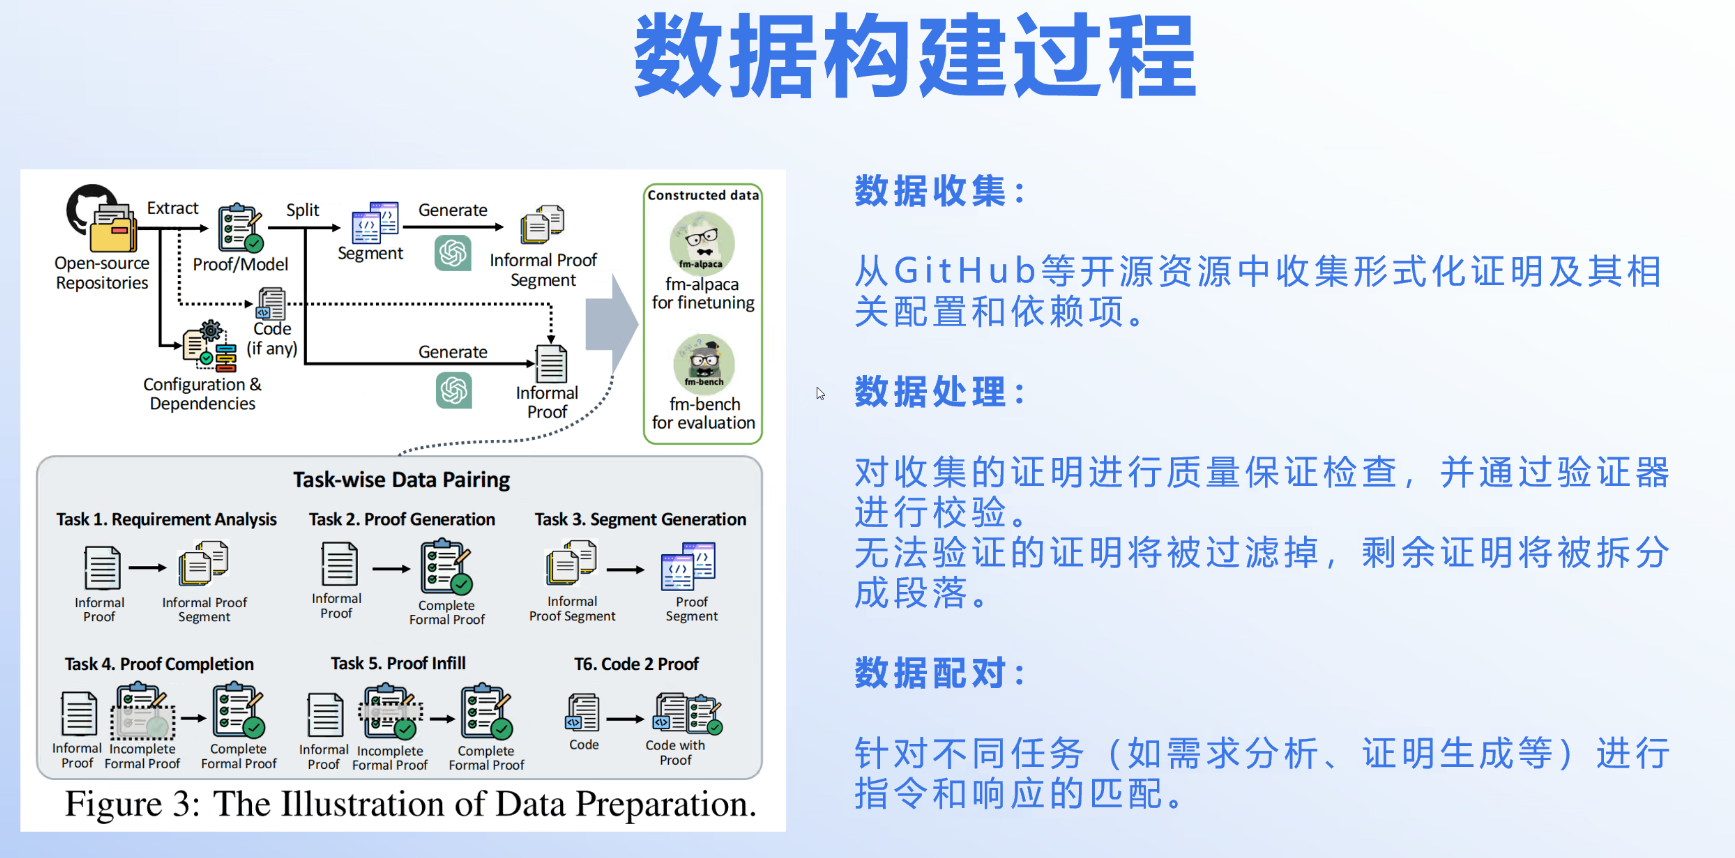 数据构建过程
Extract
Split
Generate
Open-source
Repositories
Proof/Model
Segment
Informal Proof
Segment
Code
(if any)
Configuration &
Dependencies
Generate
Informal
Proof
Constructed data
fm-alpaca
fm-alpaca
for finetuning
fm-bench
fm-bench
for evaluation
Task-wise Data Pairing
Task 1. Requirement Analysis
Informal
Proof
Informal Proof
Segment
Task 2. Proof Generation
Informal
Proof
Complete
Formal Proof
Task 3. Segment Generation
Informal
Proof Segment
Proof
Segment
Task 4. Proof Completion
Informal
Proof
Incomplete
Formal Proof
Complete
Formal Proof
Task 5. Proof Infill
Informal
Proof
Incomplete
Formal Proof
Complete
Formal Proof
T6. Code 2 Proof
Code
Code with
Proof
Figure 3: The Illustration of Data Preparation.
数据收集：
从GitHub等开源资源中收集形式化证明及其相
关配置和依赖项。
数据处理：
对收集的证明进行质量保证检查，并通过验证器
进行校验。
无法验证的证明将被过滤掉，剩余证明将被拆分
成段落。
数据配对：
针对不同任务（如需求分析、证明生成等）进行
指令和响应的匹配。